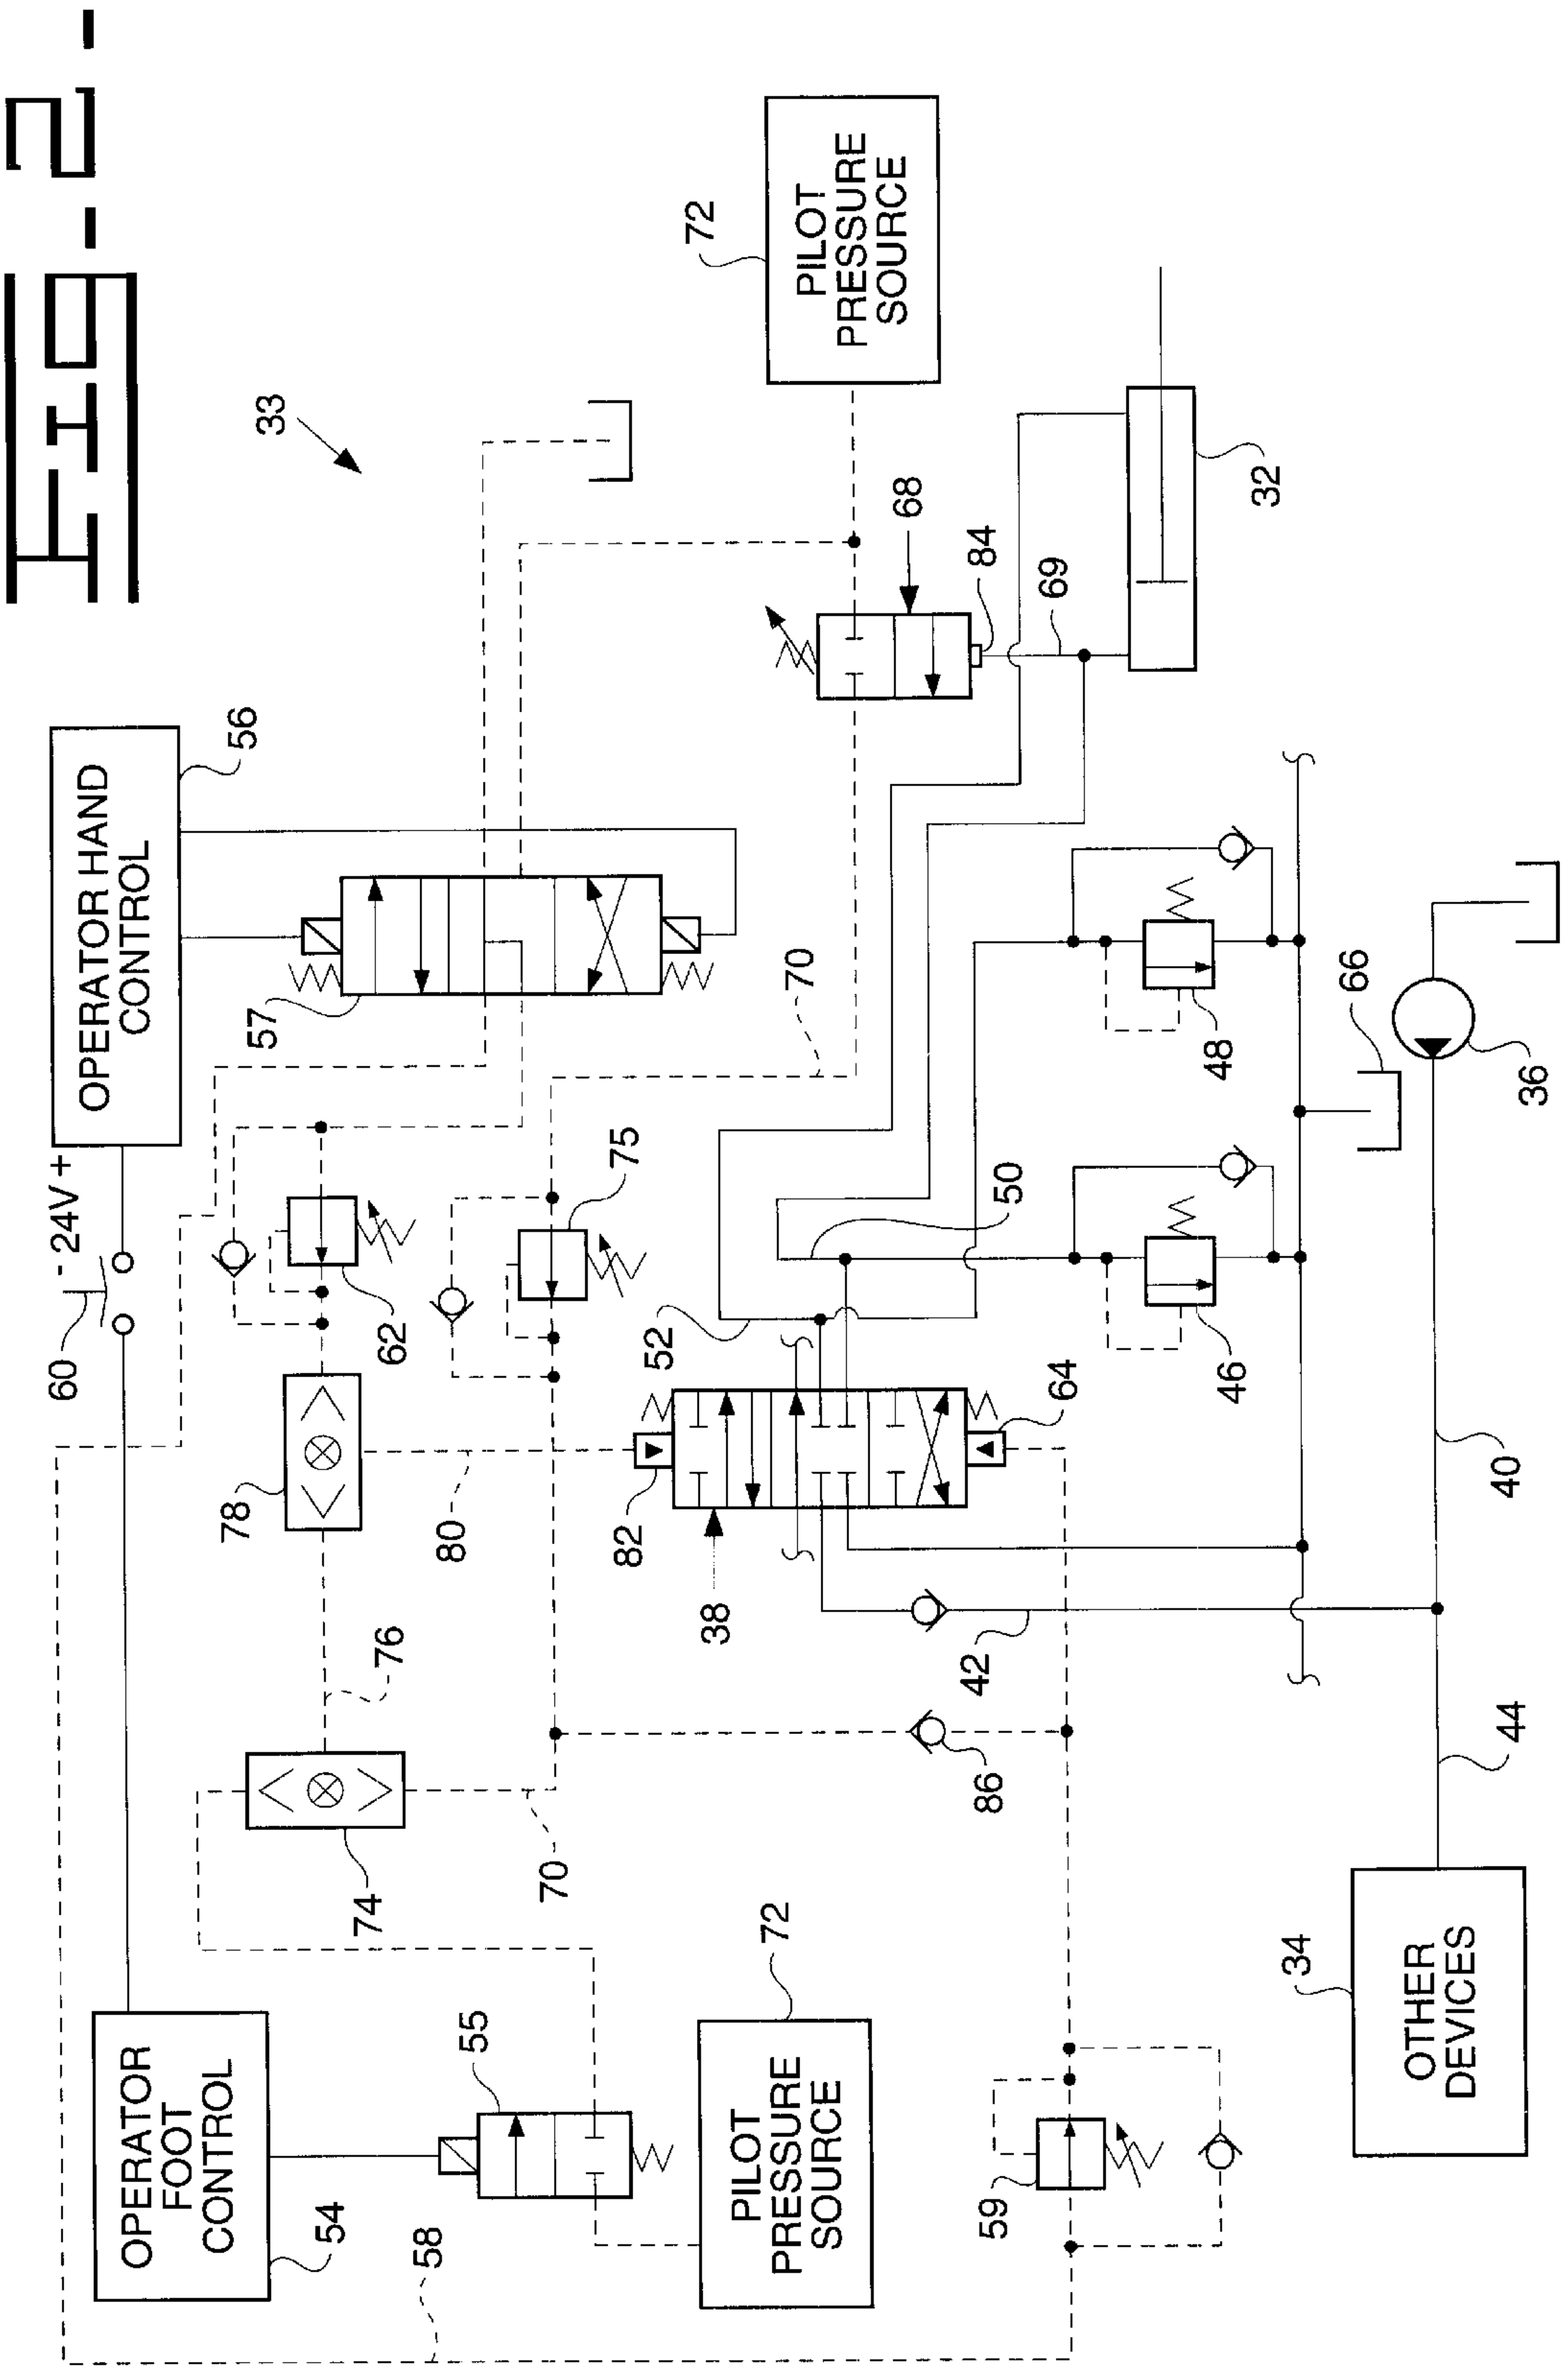 FIG-2-
OPERATOR HAND
CONTROL
56
60
-24V+
57
62
78
75
33
72
PILOT
PRESSURE
SOURCE
68
84
69
32
70
76
80
52
50
82
38
64
46
48
66
36
40
42
44
86
74
70
OPERATOR
FOOT
CONTROL
54
55
58
72
PILOT
PRESSURE
SOURCE
59
34
OTHER
DEVICES